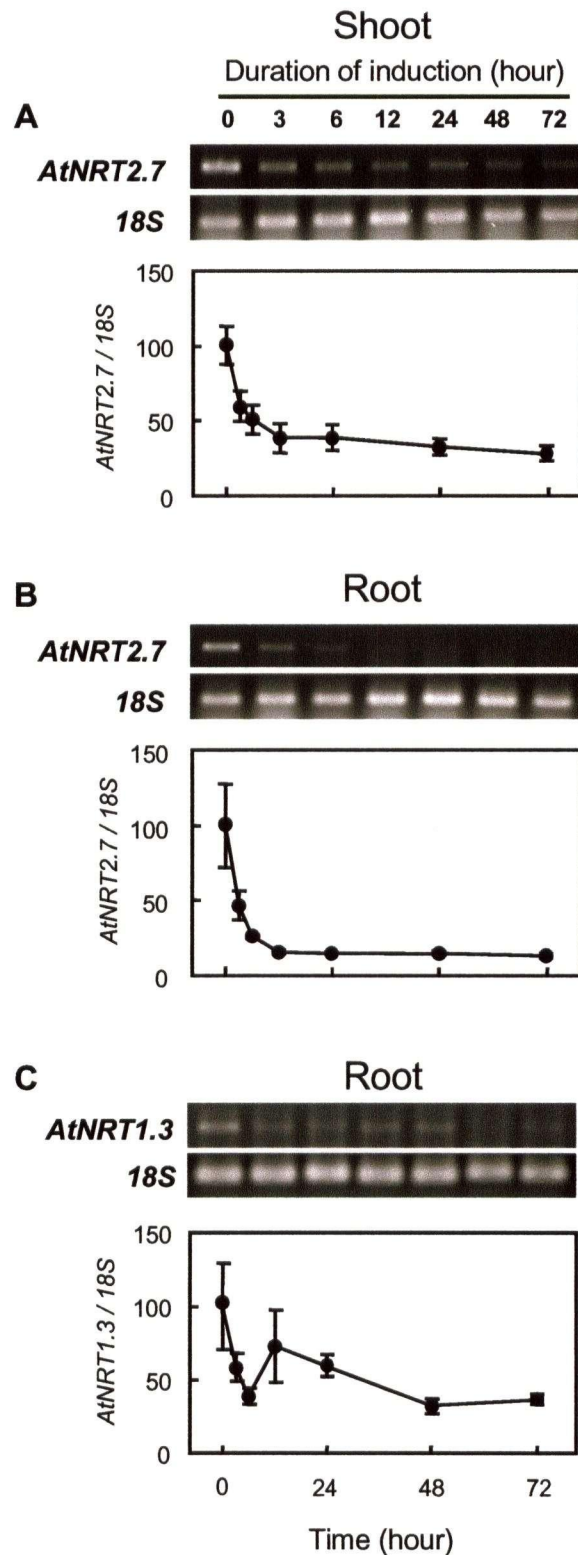 Shoot
Duration of induction (hour)
A
0 3 6 12 24 48 72
AtNRT2.7
18S
150
100
50
0
AtNRT2.7 / 18S
B
Root
AtNRT2.7
18S
150
100
50
0
AtNRT2.7 / 18S
C
Root
AtNRT1.3
18S
150
100
50
0
AtNRT1.3 / 18S
0 24 48 72
Time (hour)